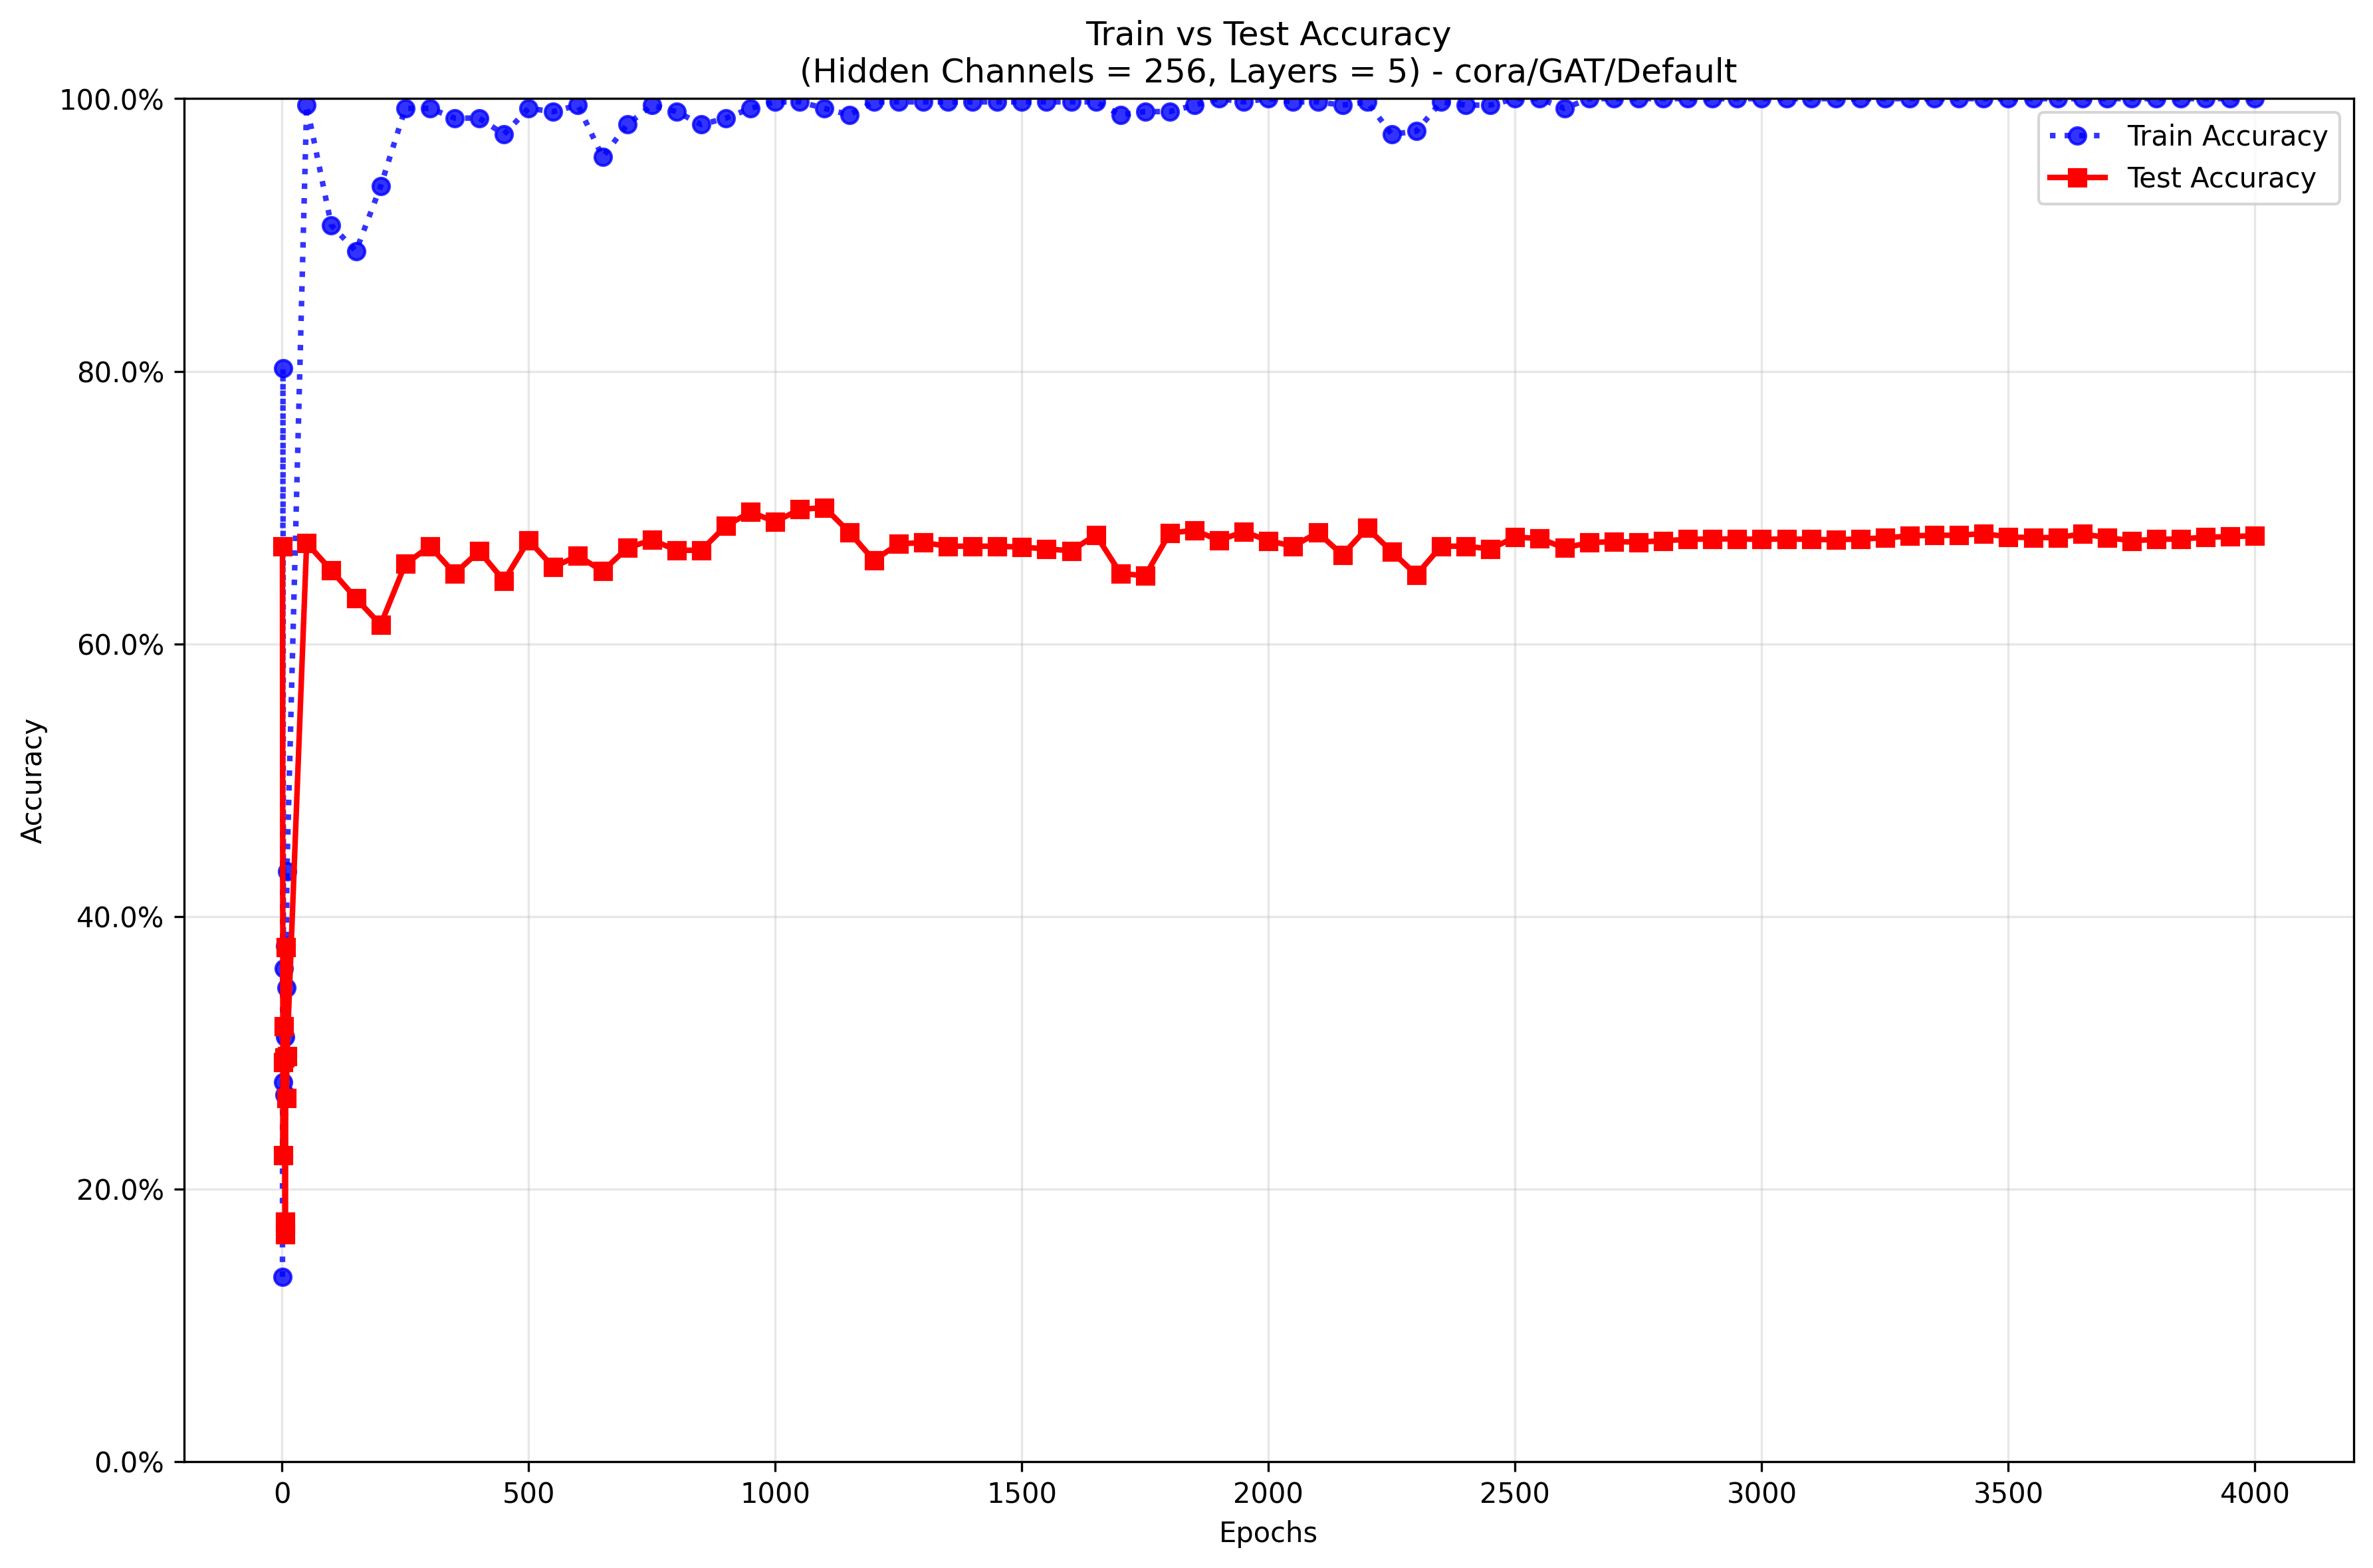 Train vs Test Accuracy
(Hidden Channels = 256, Layers = 5) - cora/GAT/Default
100.0%
80.0%
60.0%
40.0%
20.0%
0.0%
Accuracy
Train Accuracy
Test Accuracy
0 500 1000 1500 2000 2500 3000 3500 4000
Epochs